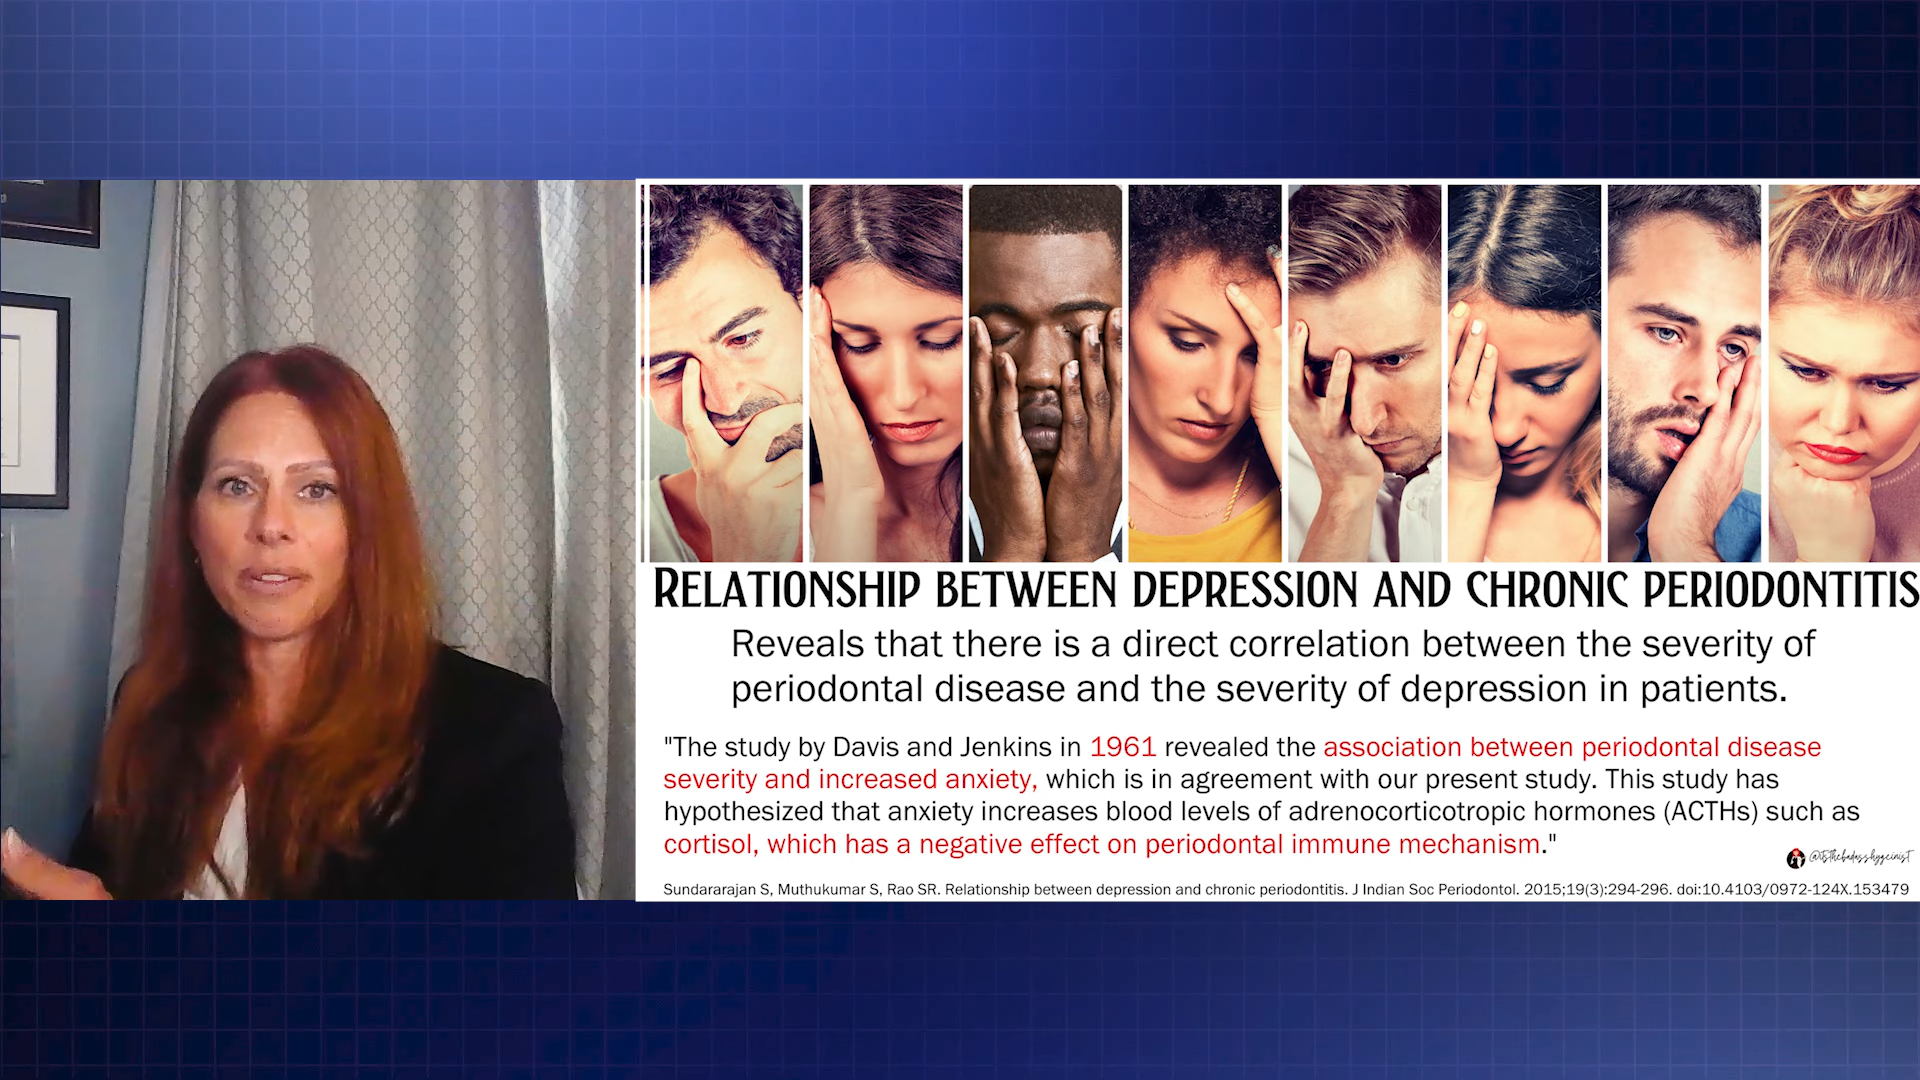 RELATIONSHIP BETWEEN DEPRESSION AND CHRONIC PERIODONTITIS
Reveals that there is a direct correlation between the severity of
periodontal disease and the severity of depression in patients.
"The study by Davis and Jenkins in 1961 revealed the association between periodontal disease
severity and increased anxiety, which is in agreement with our present study. This study has
hypothesized that anxiety increases blood levels of adrenocorticotropic hormones (ACTHs) such as
cortisol, which has a negative effect on periodontal immune mechanism."
@itsthebadasshygeinist
Sundararajan S, Muthukumar S, Rao SR. Relationship between depression and chronic periodontitis. J Indian Soc Periodontol. 2015;19(3):294-296. doi:10.4103/0972-124X.153479